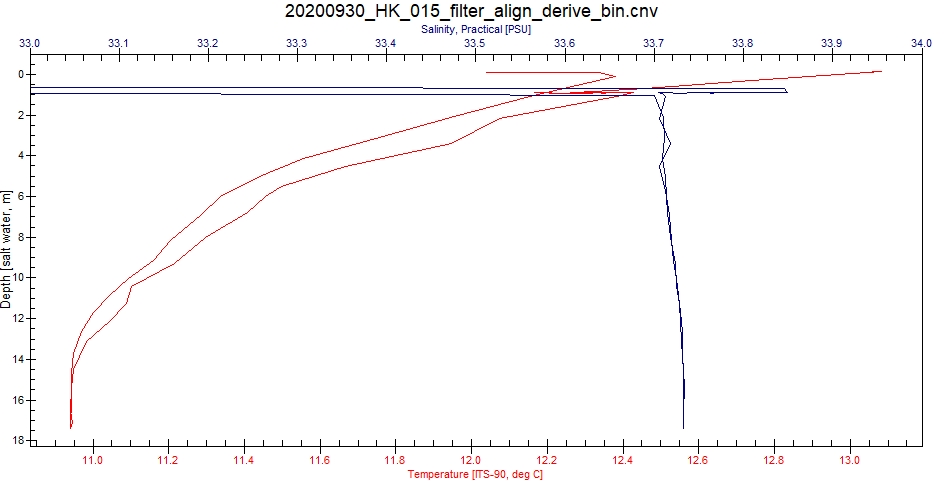 20200930_HK_015_filter_align_derive_bin.cnv
Salinity, Practical [PSU]
33.0 33.1 33.2 33.3 33.4 33.5 33.6 33.7 33.8 33.9 34.0
0
2
4
6
8
10
12
14
16
18
Depth [salt water, m]
11.0 11.2 11.4 11.6 11.8 12.0 12.2 12.4 12.6 12.8 13.0
Temperature [ITS-90, deg C]